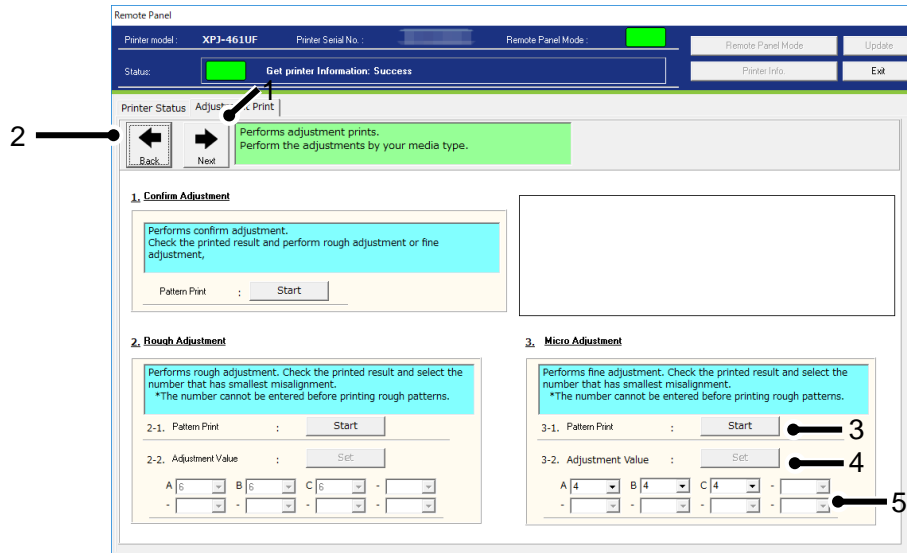 Remote Panel
Printer model : XPJ-461UF Printer Serial No. : Remote Panel Mode :
Remote Panel Mode Update
Status: Get printer Information: Success
Printer Info. Exit
1
Printer Status Adjustment Print
2
Back Next
Performs adjustment prints.
Perform the adjustments by your media type.
1. Confirm Adjustment
Performs confirm adjustment.
Check the printed result and perform rough adjustment or fine
adjustment,
Pattern Print : Start
2. Rough Adjustment
Performs rough adjustment. Check the printed result and select the
number that has smallest misalignment.
*The number cannot be entered before printing rough patterns.
2-1. Pattern Print : Start
2-2. Adjustment Value : Set
A 6 B 6 C 6 -
- - - -
3. Micro Adjustment
Performs fine adjustment. Check the printed result and select the
number that has smallest misalignment.
*The number cannot be entered before printing rough patterns.
3-1. Pattern Print : Start
3
3-2. Adjustment Value : Set
4
A 4 B 4 C 4 -
- - - -
5